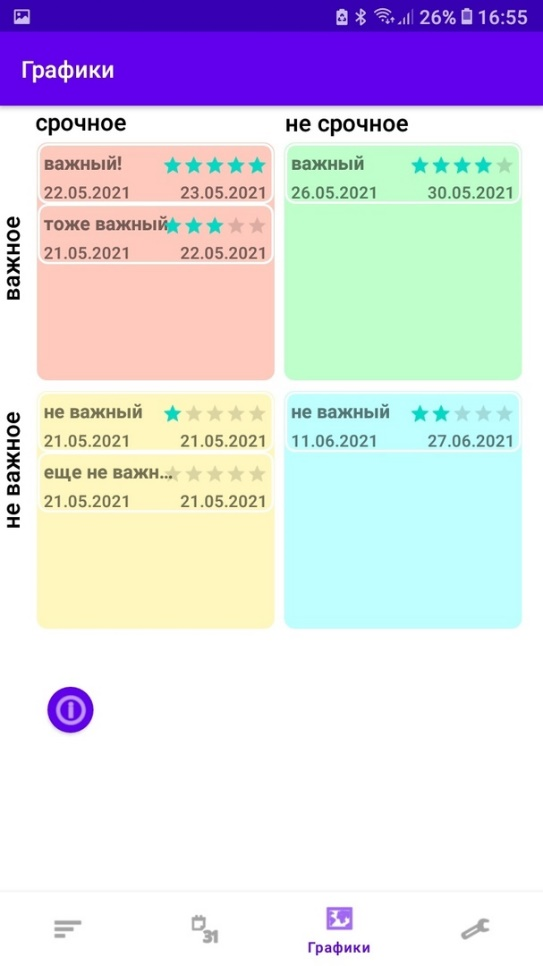 26% 16:55
Графики
срочное
не срочное
важный!
22.05.2021 23.05.2021
тоже важный
21.05.2021 22.05.2021
важный
26.05.2021 30.05.2021
важное
не важный
21.05.2021 21.05.2021
еще не важн...
21.05.2021 21.05.2021
не важный
11.06.2021 27.06.2021
не важное
31
Графики